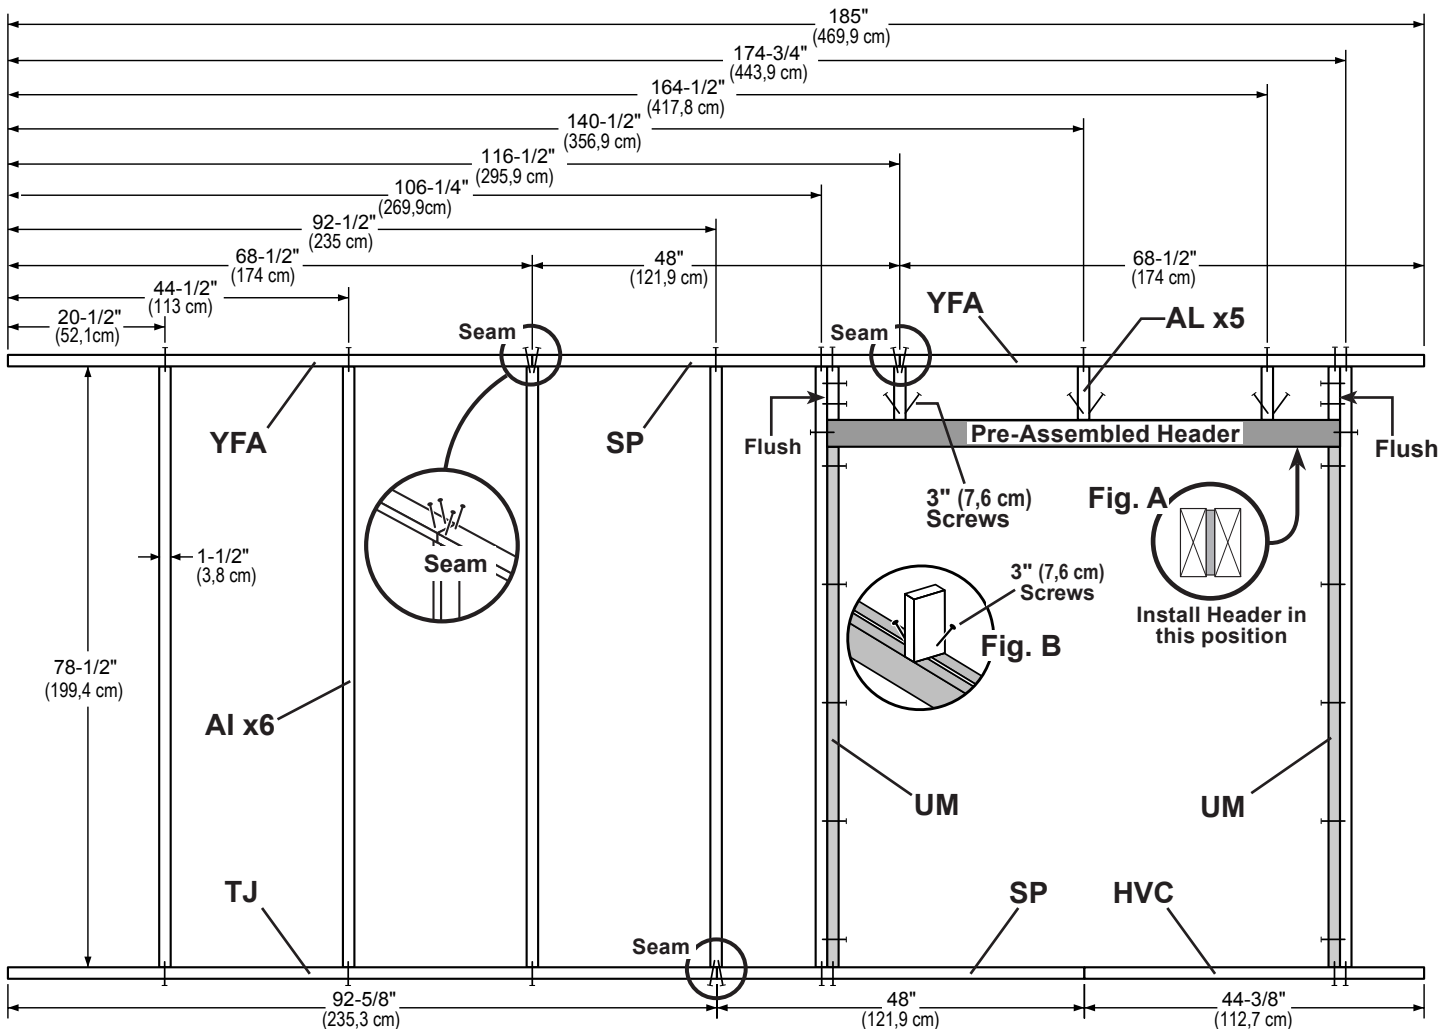 185"
(469,9 cm)
174-3/4"
(443,9 cm)
164-1/2"
(417,8 cm)
140-1/2"
(356,9 cm)
116-1/2"
(295,9 cm)
106-1/4"
(269,9cm)
92-1/2"
(235 cm)
68-1/2"
(174 cm)
48"
(121,9 cm)
68-1/2"
(174 cm)
44-1/2"
(113 cm)
20-1/2"
(52,1cm)
Seam
Seam
YFA
AL x5
YFA
SP
Flush
Pre-Assembled Header
Flush
3" (7,6 cm)
Screws
Fig. A
Seam
1-1/2"
(3,8 cm)
3" (7,6 cm)
Screws
Fig. B
Install Header in
this position
78-1/2"
(199,4 cm)
AI x6
UM
UM
TJ
SP
HVC
Seam
92-5/8"
(235,3 cm)
48"
(121,9 cm)
44-3/8"
(112,7 cm)